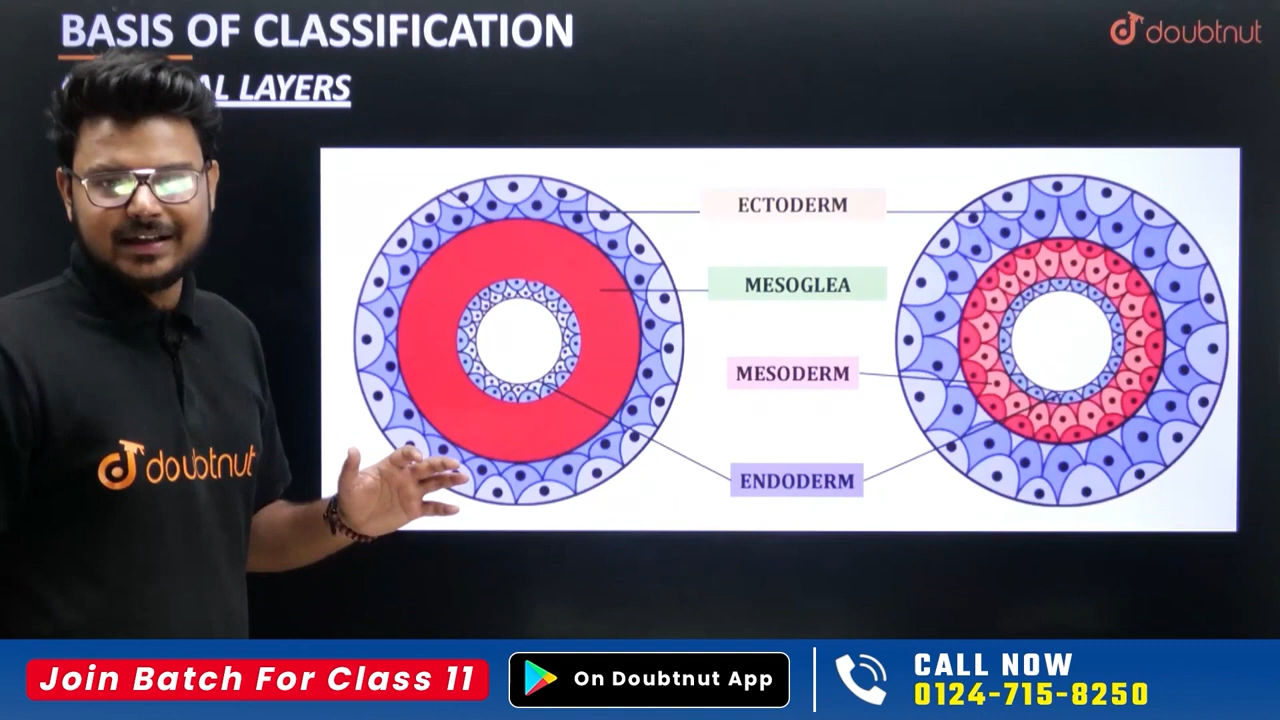 BASIS OF CLASSIFICATION
doubtnut
LAYERS
ECTODERM
MESOGLEA
MESODERM
ENDODERM
doubtnut
Join Batch For Class 11
On Doubtnut App
CALL NOW
0124-715-8250